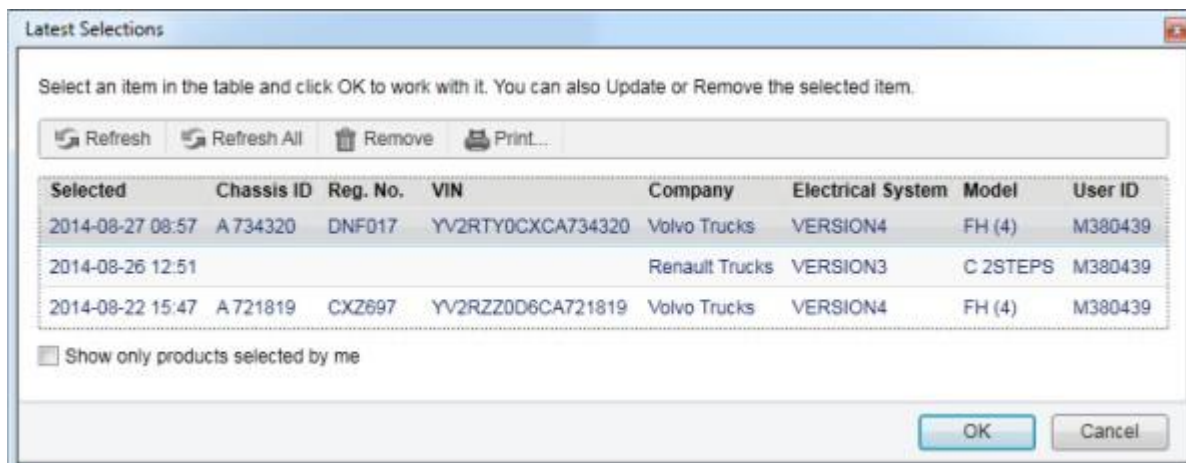 Latest Selections
Select an item in the table and click OK to work with it. You can also Update or Remove the selected item.
Refresh Refresh All Remove Print...
Selected Chassis ID Reg. No. VIN Company Electrical System Model User ID
2014-08-27 08:57 A 734320 DNF017 YV2RTY0CXCA734320 Volvo Trucks VERSION4 FH (4) M380439
2014-08-26 12:51 Renault Trucks VERSION3 C 2STEPS M380439
2014-08-22 15:47 A 721819 CXZ697 YV2RZZ0D6CA721819 Volvo Trucks VERSION4 FH (4) M380439
Show only products selected by me
OK Cancel